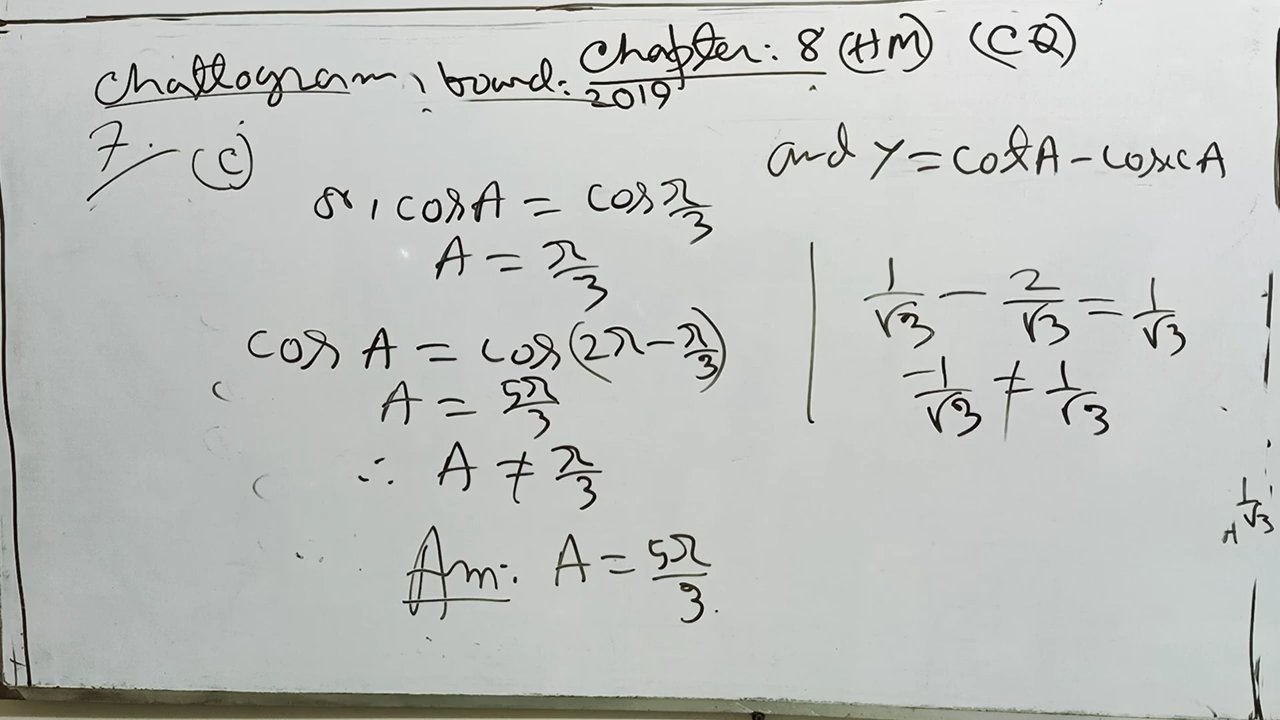 Chapter: 8 (HM) (CQ)
Chattogram, board: 2019
7. (c)
and y = cotA - cosecA
or, cosA = cos π/3
A = π/3
cos A = cos(2π - π/3)
A = 5π/3
∴ A ≠ π/3
Ans: A = 5π/3.
1/√3 - 2/√3 = 1/√3
-1/√3 ≠ 1/√3
1/√3